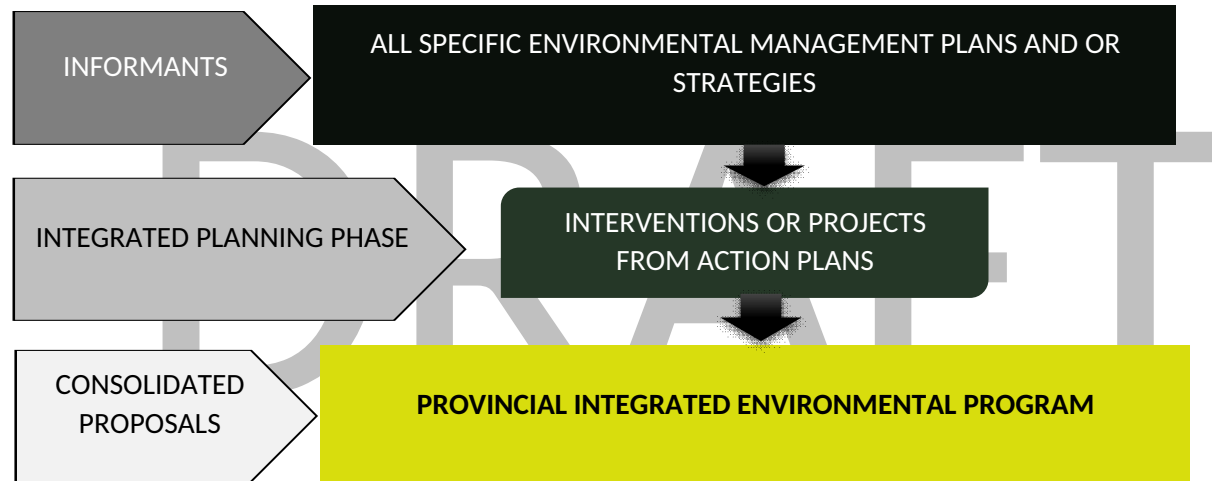 INFORMANTS
ALL SPECIFIC ENVIRONMENTAL MANAGEMENT PLANS AND OR
STRATEGIES
INTEGRATED PLANNING PHASE
INTERVENTIONS OR PROJECTS
FROM ACTION PLANS
CONSOLIDATED
PROPOSALS
PROVINCIAL INTEGRATED ENVIRONMENTAL PROGRAM
DRAFT